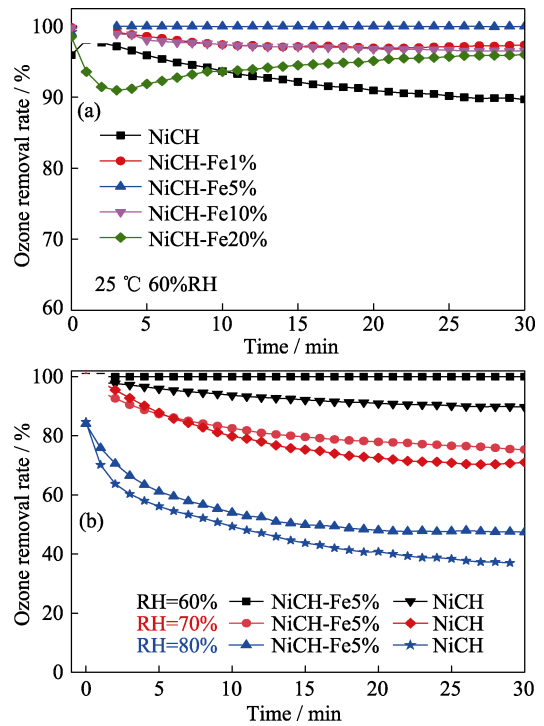 Ozone removal rate / %
100
90
90
90
60
(a)
NiCH
NiCH-Fe1%
NiCH-Fe5%
NiCH-Fe10%
NiCH-Fe20%
25 ℃ 60%RH
0 5 10 15 20 25 30
Time / min
Ozone removal rate / %
100
80
60
40
20
0
(b)
RH=60% NiCH-Fe5% NiCH
RH=70% NiCH-Fe5% NiCH
RH=80% NiCH-Fe5% NiCH
0 5 10 15 20 25 30
Time / min